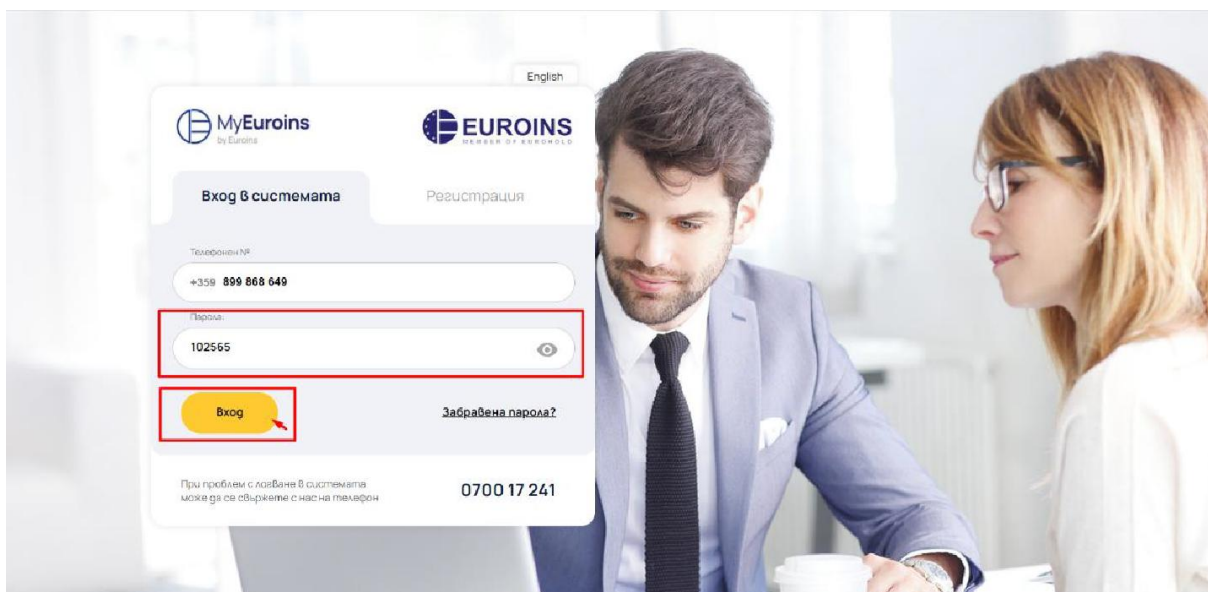 English
MyEuroins
by Euroins
EUROINS
MEMBER OF EUROHOLD
Вход в системата
Регистрация
Телефонен №
+359 899 868 649
Парола:
102565
Вход
Забравена парола?
При проблем с логване в системата
може да се свържете с нас на телефон
0700 17 241